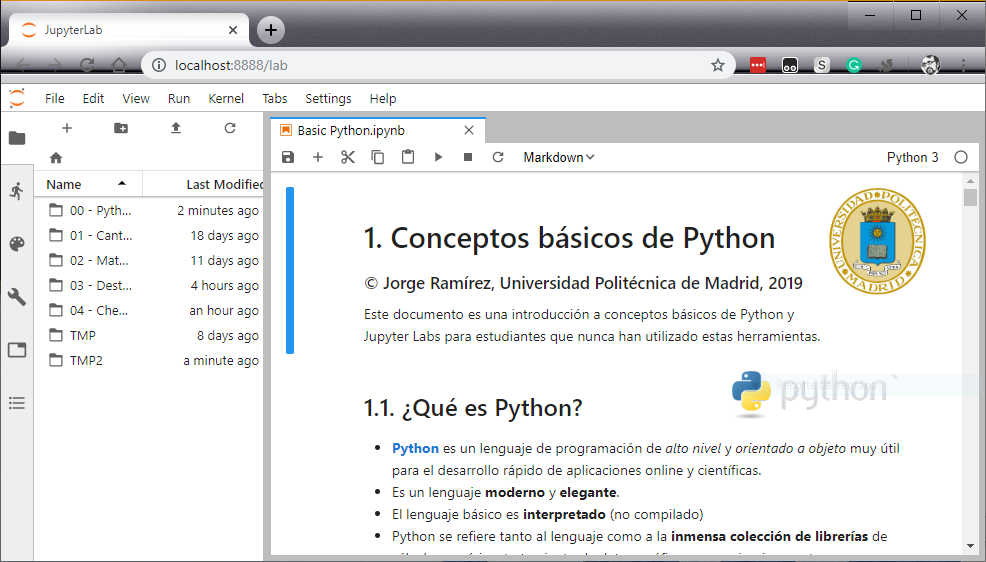 JupyterLab
localhost:8888/lab
File Edit View Run Kernel Tabs Settings Help
Basic Python.ipynb
Markdown
Python 3
Name Last Modified
00 - Pyth... 2 minutes ago
01 - Cant... 18 days ago
02 - Mat... 11 days ago
03 - Dest... 4 hours ago
04 - Che... an hour ago
TMP 8 days ago
TMP2 a minute ago
UNIVERSIDAD POLITECNICA
MADRID
1. Conceptos básicos de Python
© Jorge Ramírez, Universidad Politécnica de Madrid, 2019
Este documento es una introducción a conceptos básicos de Python y
Jupyter Labs para estudiantes que nunca han utilizado estas herramientas.
python
1.1. ¿Qué es Python?
Python es un lenguaje de programación de alto nivel y orientado a objeto muy útil
para el desarrollo rápido de aplicaciones online y científicas.
Es un lenguaje moderno y elegante.
El lenguaje básico es interpretado (no compilado)
Python se refiere tanto al lenguaje como a la inmensa colección de librerías de